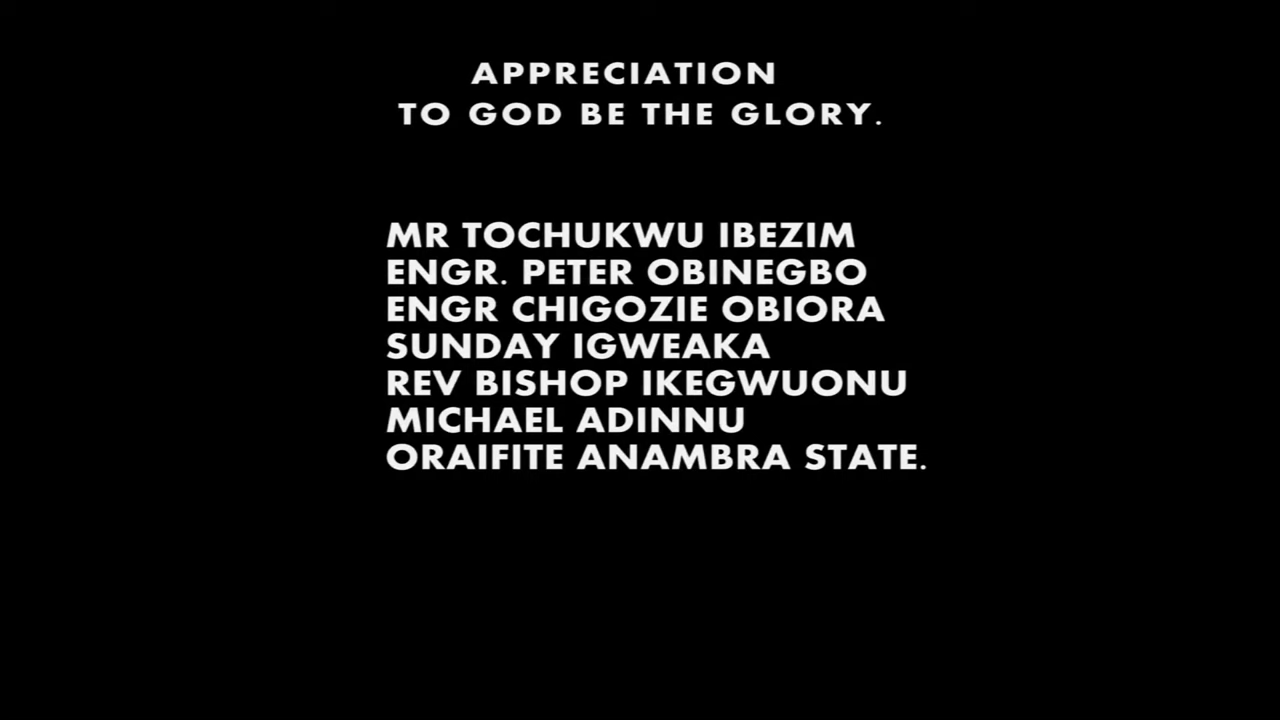 APPRECIATION
TO GOD BE THE GLORY.
MR TOCHUKWU IBEZIM
ENGR. PETER OBINEGBO
ENGR CHIGOZIE OBIORA
SUNDAY IGWEAKA
REV BISHOP IKEGWUONU
MICHAEL ADINNU
ORAIFITE ANAMBRA STATE.